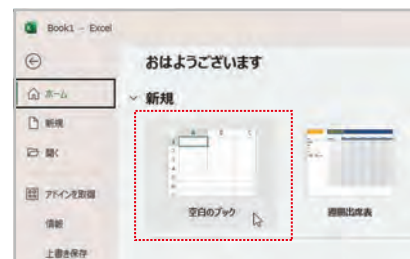 Book1 - Excel
おはようございます
ホーム
新規
新規
開く
空白のブック
週間出席表
アドインを取得
情報
上書き保存